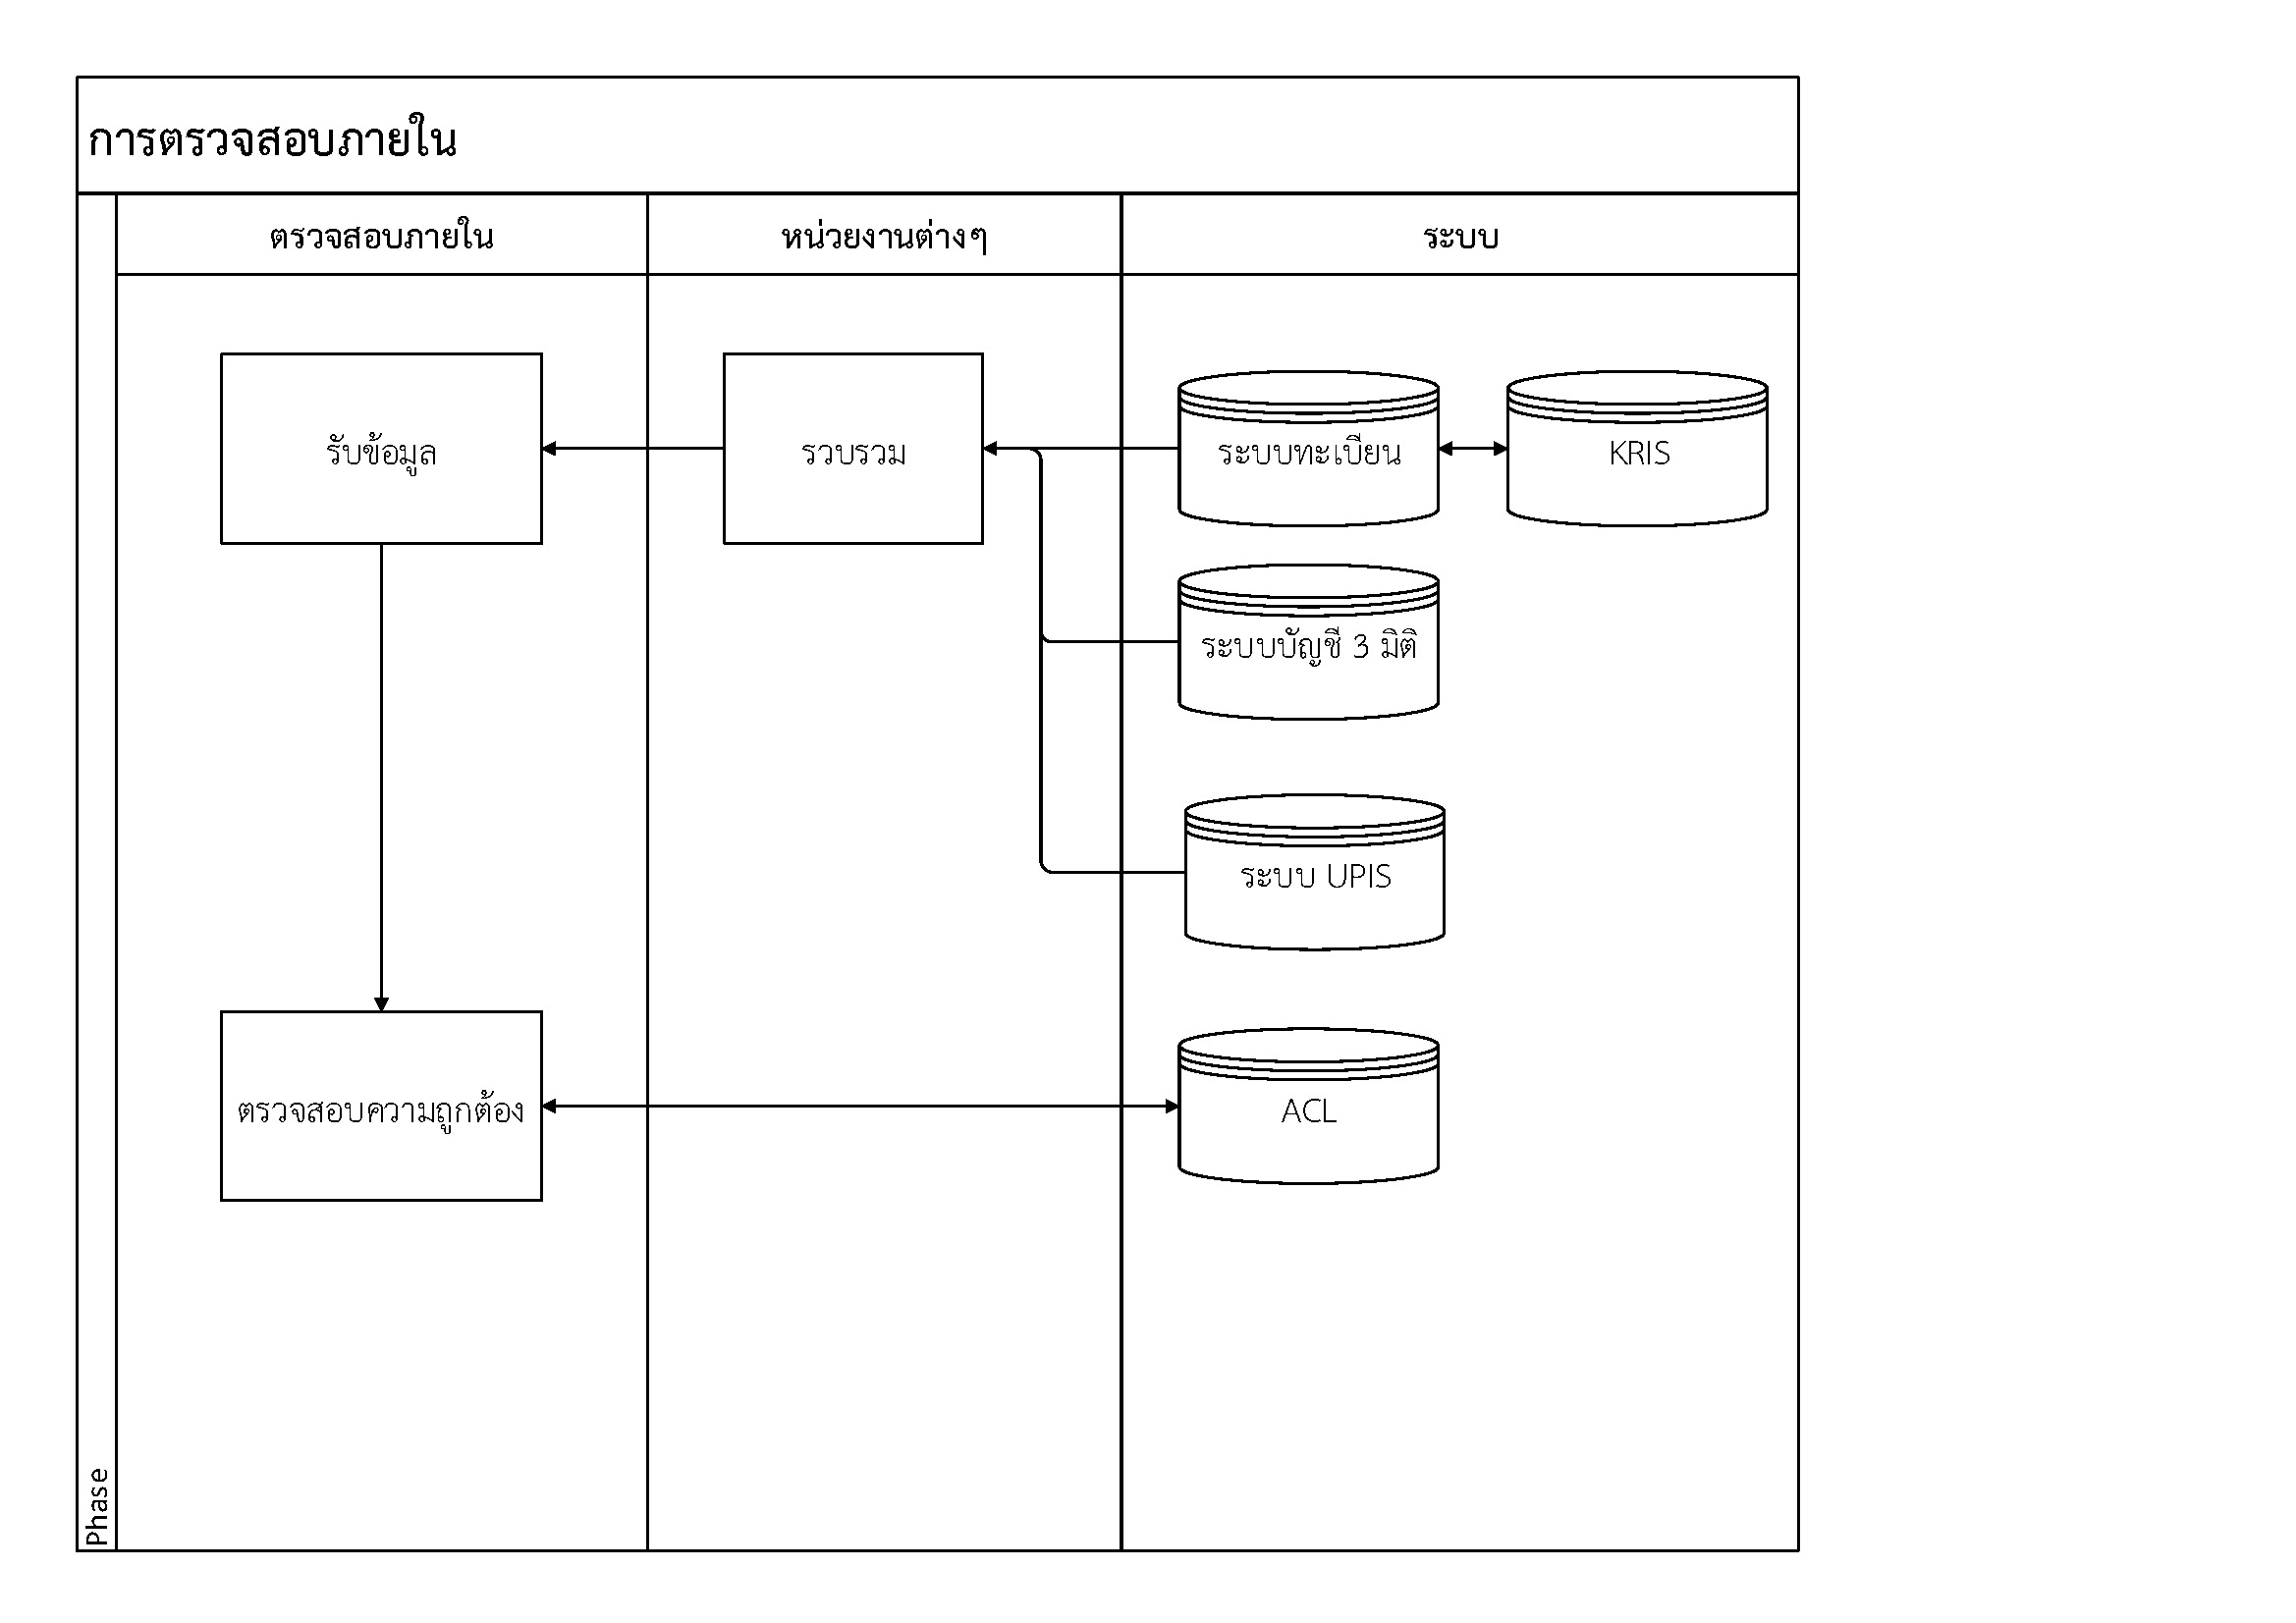 การตรวจสอบภายใน
ตรวจสอบภายใน
หน่วยงานต่างๆ
ระบบ
รับข้อมูล
รวบรวม
ระบบทะเบียน
KRIS
ระบบบัญชี 3 มิติ
ระบบ UPIS
ตรวจสอบความถูกต้อง
ACL
Phase